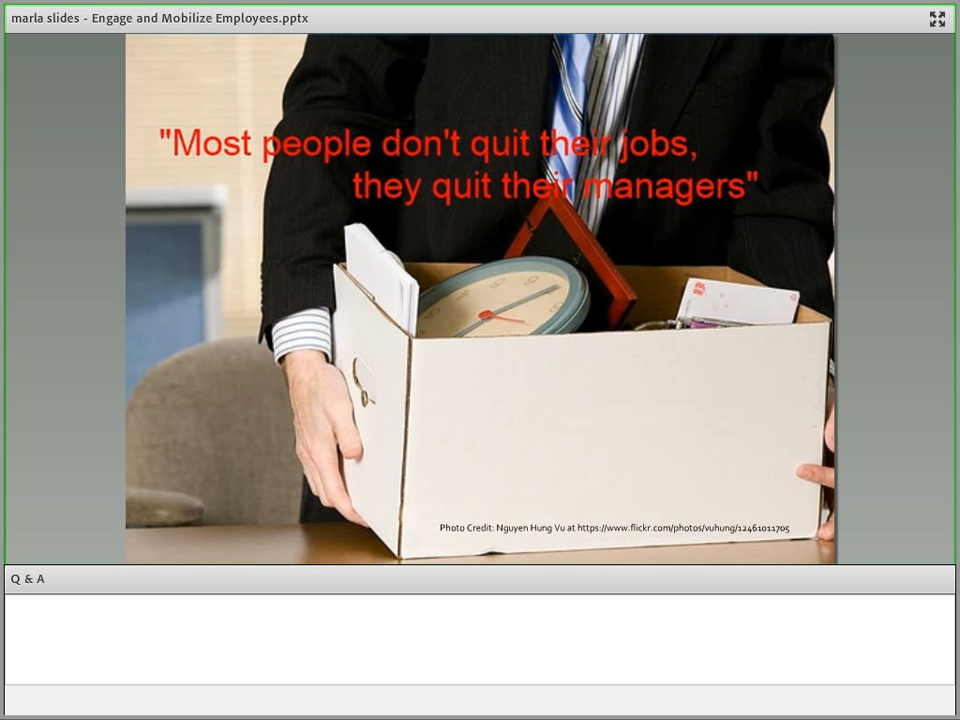 marla slides - Engage and Mobilize Employees.pptx
"Most people don't quit their jobs,
they quit their managers"
Photo Credit: Nguyen Hung Vu at https://www.flickr.com/photos/vuhung/12461011705
Q & A